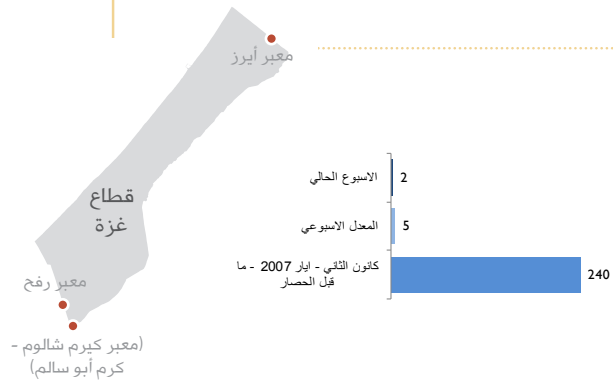 معبر أيرز
قطاع
غزة
معبر رفح
(معبر كيرم شالوم -
كرم أبو سالم)
الاسبوع الحالي 2
المعدل الاسبوعي 5
كانون الثاني - ايار 2007 - ما
قبل الحصار
240